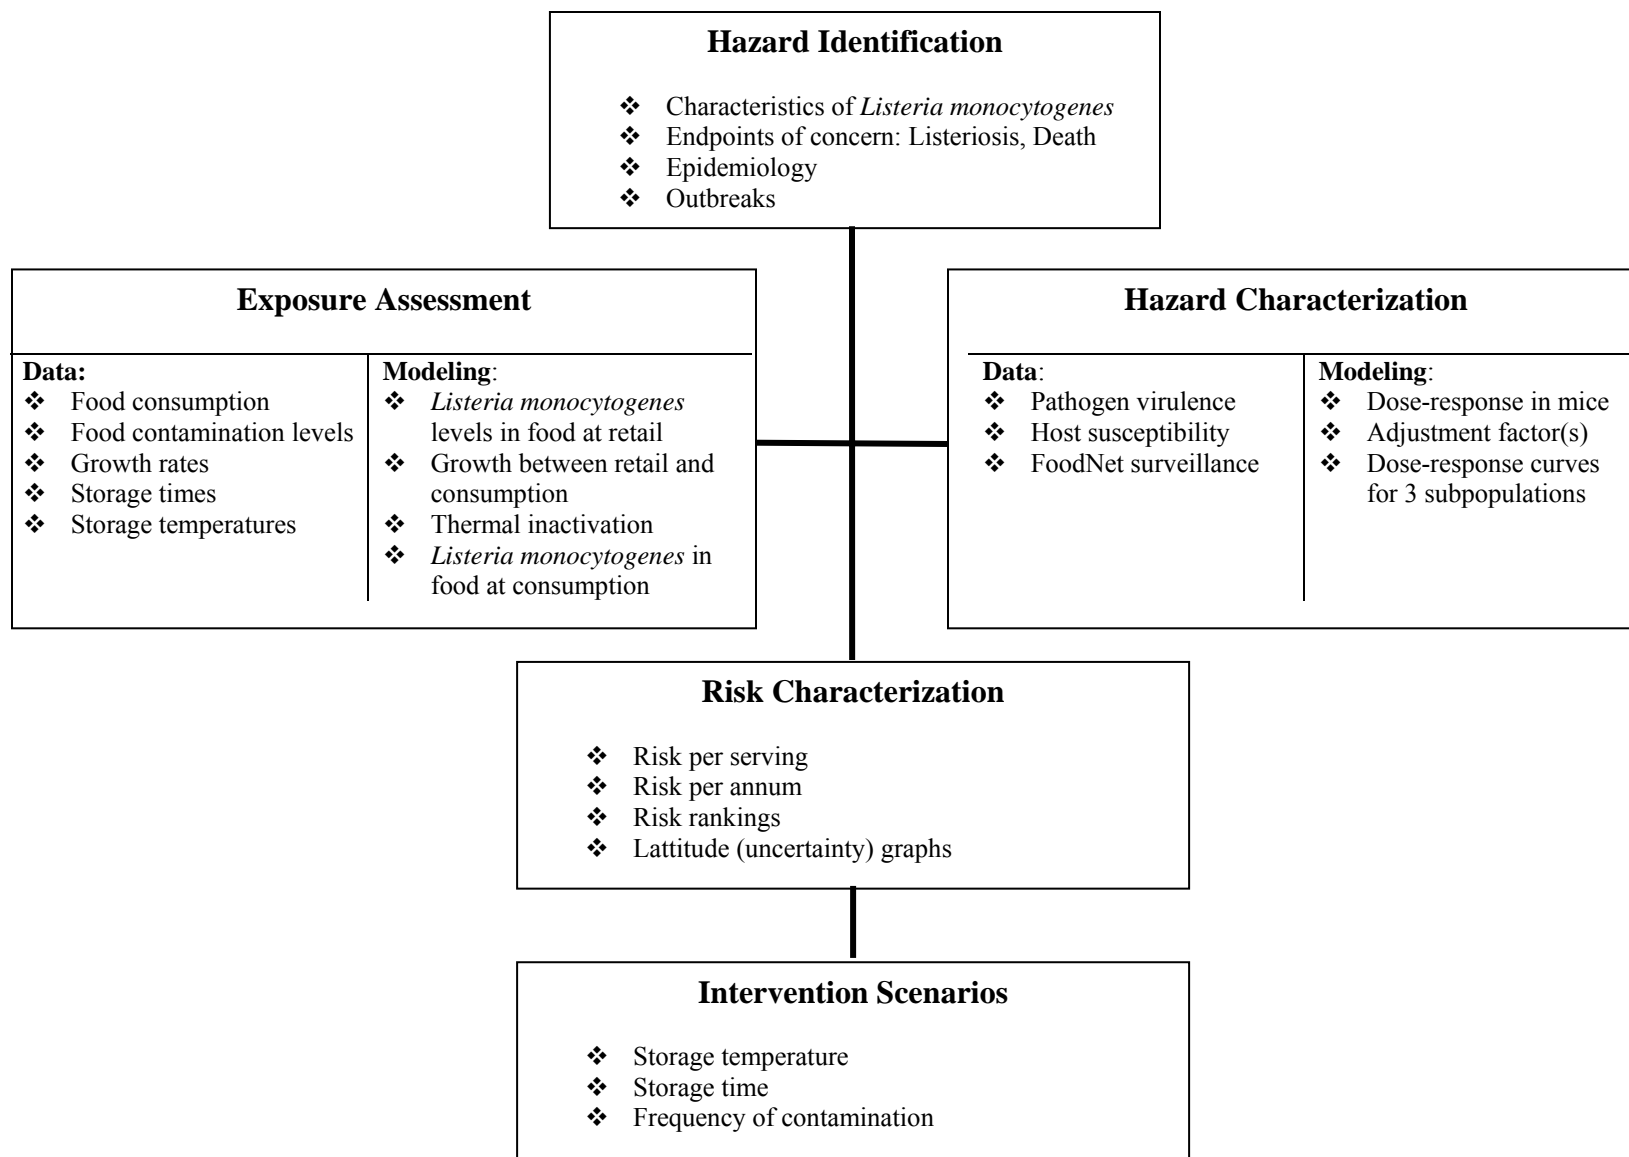 Hazard Identification
❖ Characteristics of Listeria monocytogenes
❖ Endpoints of concern: Listeriosis, Death
❖ Epidemiology
❖ Outbreaks
Exposure Assessment
Data:
❖ Food consumption
❖ Food contamination levels
❖ Growth rates
❖ Storage times
❖ Storage temperatures
Modeling:
❖ Listeria monocytogenes
levels in food at retail
❖ Growth between retail and
consumption
❖ Thermal inactivation
❖ Listeria monocytogenes in
food at consumption
Hazard Characterization
Data:
❖ Pathogen virulence
❖ Host susceptibility
❖ FoodNet surveillance
Modeling:
❖ Dose-response in mice
❖ Adjustment factor(s)
❖ Dose-response curves
for 3 subpopulations
Risk Characterization
❖ Risk per serving
❖ Risk per annum
❖ Risk rankings
❖ Lattitude (uncertainty) graphs
Intervention Scenarios
❖ Storage temperature
❖ Storage time
❖ Frequency of contamination